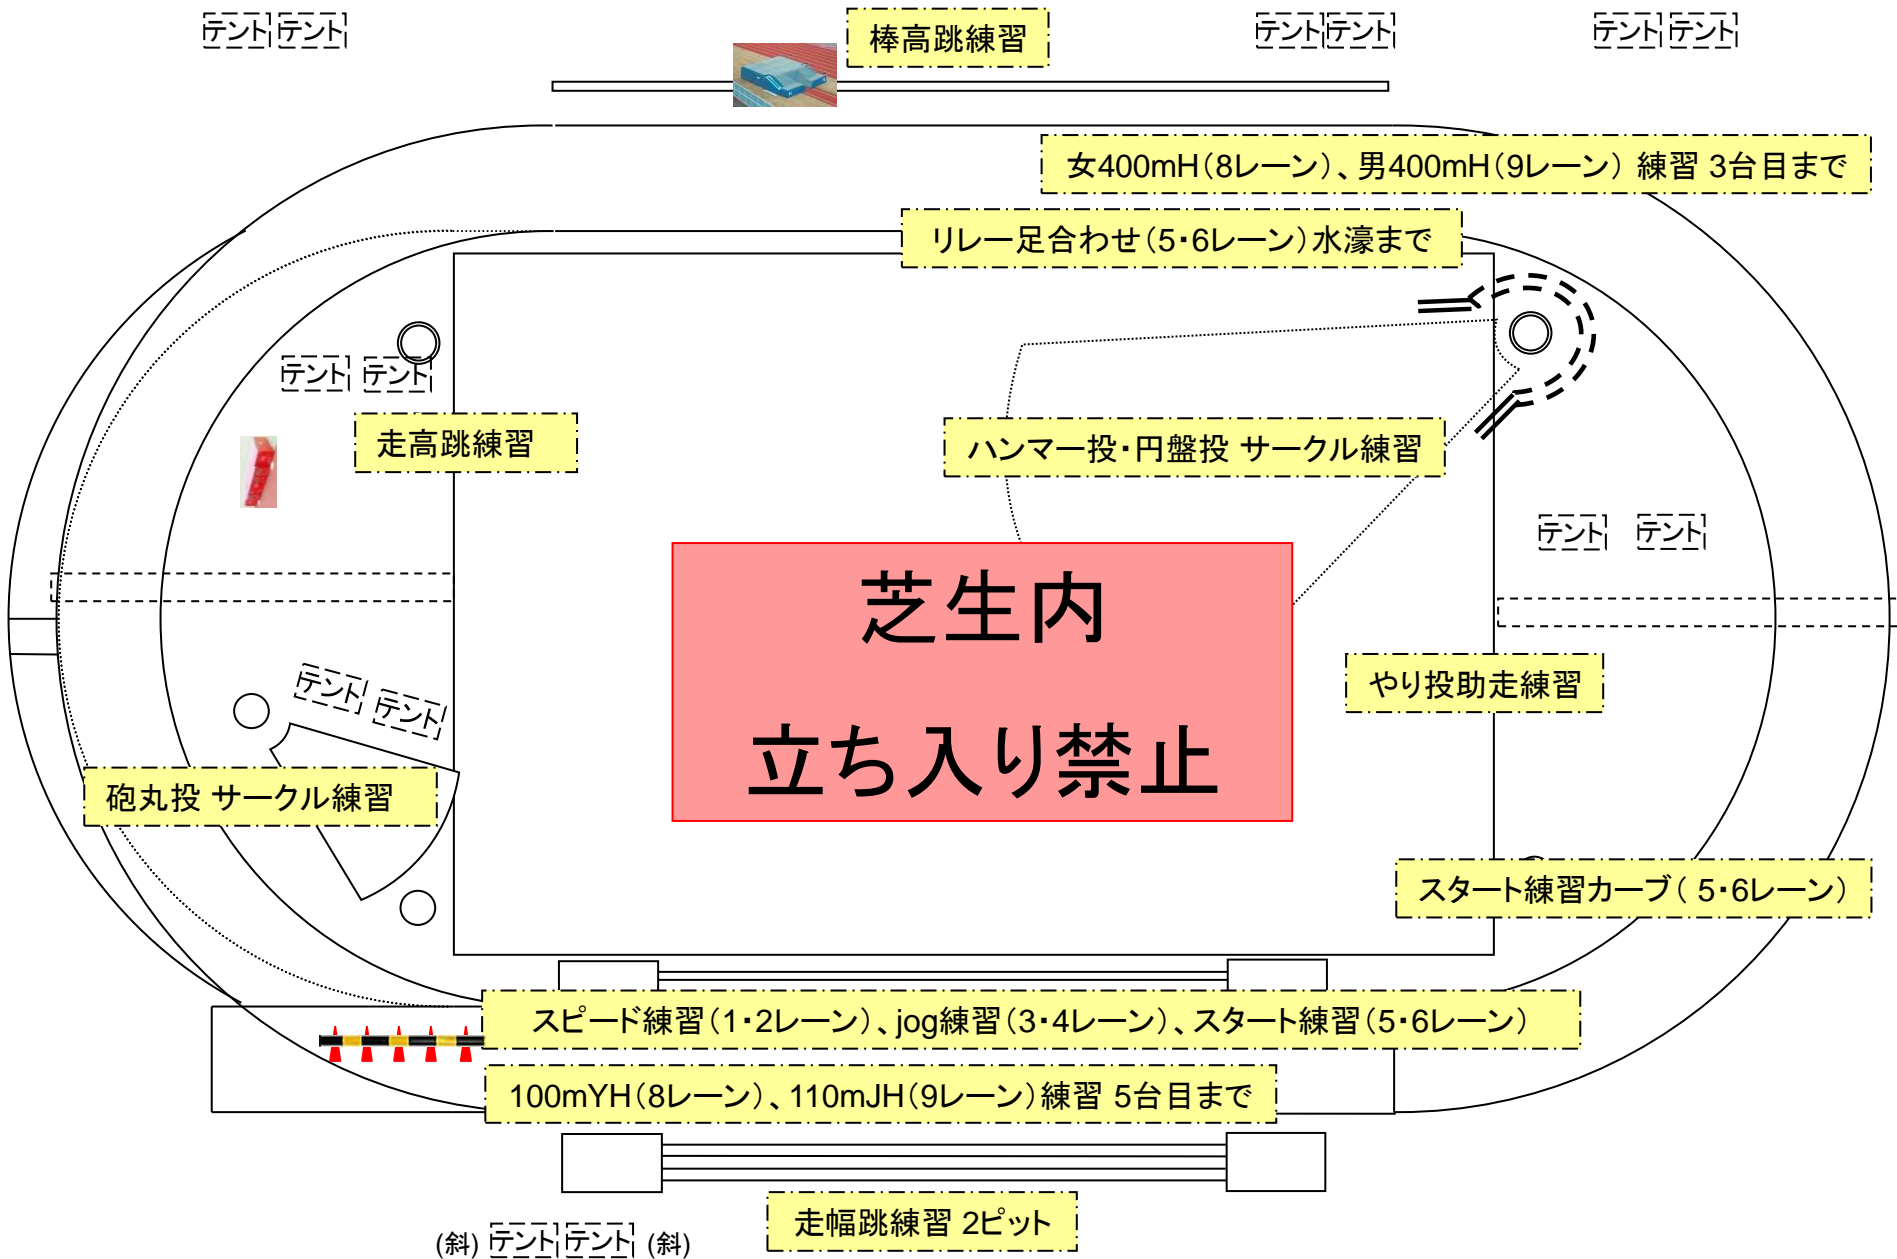 テント テント
棒高跳練習
テント テント
テント テント
女400mH(8レーン)、男400mH(9レーン) 練習 3台目まで
リレー足合わせ(5・6レーン)水濠まで
テント テント
走高跳練習
ハンマー投・円盤投 サークル練習
テント テント
芝生内
立ち入り禁止
やり投助走練習
テント テント
砲丸投 サークル練習
スタート練習カーブ( 5・6レーン)
スピード練習(1・2レーン)、jog練習(3・4レーン)、スタート練習(5・6レーン)
100mYH(8レーン)、110mJH(9レーン)練習 5台目まで
走幅跳練習 2ピット
(斜) テント テント (斜)